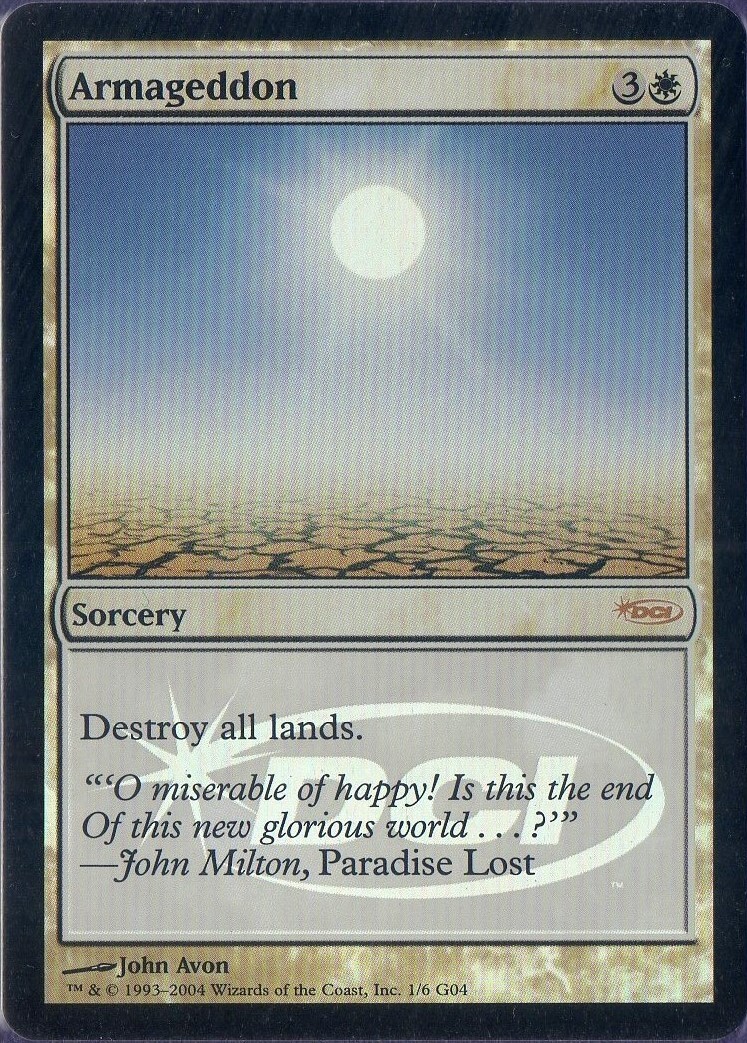 Armageddon 3
Sorcery DCI
Destroy all lands.
DCI
“‘O miserable of happy! Is this the end
Of this new glorious world . . . ?’”
—John Milton, Paradise Lost
™
John Avon
™ & © 1993–2004 Wizards of the Coast, Inc. 1/6 G04